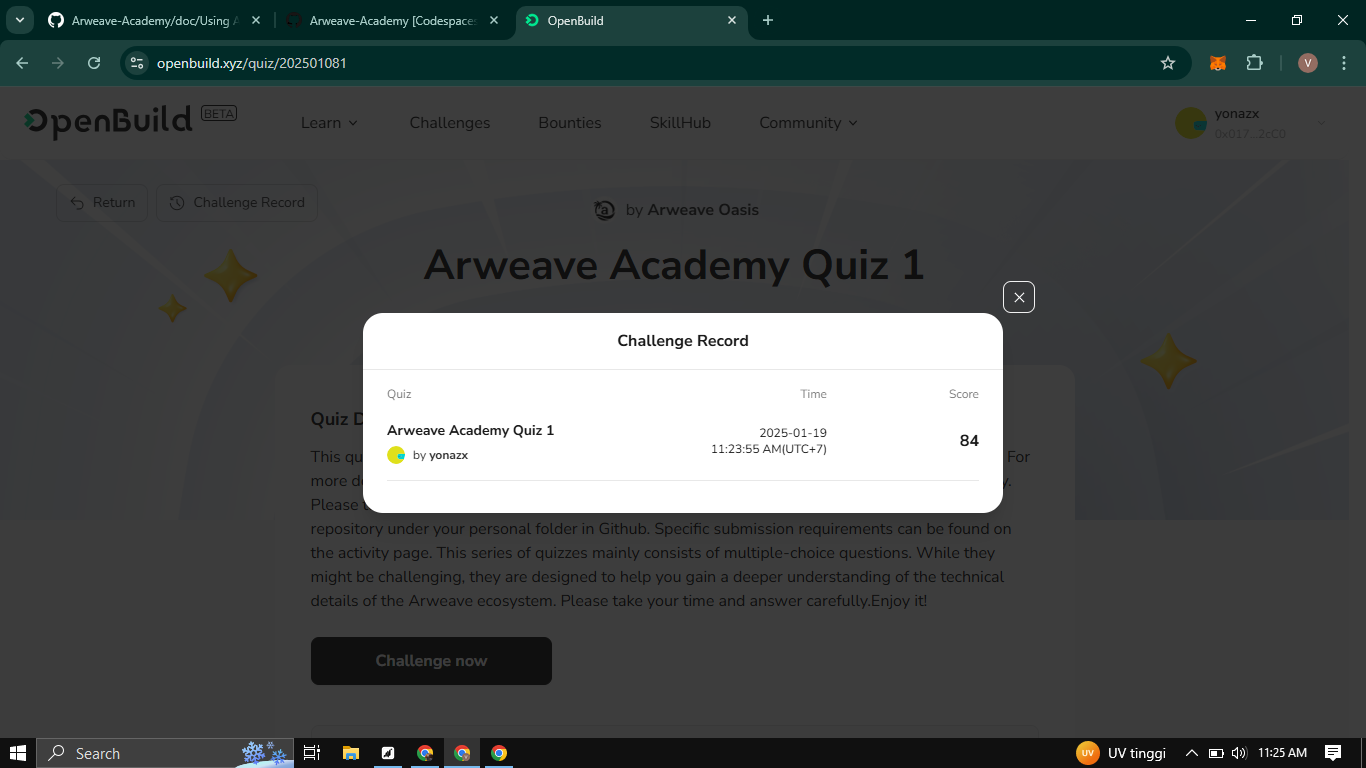 Arweave-Academy/doc/Using A
Arweave-Academy [Codespaces
OpenBuild
openbuild.xyz/quiz/202501081
V
OpenBuild BETA
Learn
Challenges
Bounties
SkillHub
Community
yonazx
0x017...2cC0
Return
Challenge Record
by Arweave Oasis
Arweave Academy Quiz 1
Challenge Record
Quiz
Time
Score
Arweave Academy Quiz 1
by yonazx
2025-01-19
11:23:55 AM(UTC+7)
84
Quiz D
This qu
For
more d
y.
Please
repository under your personal folder in Github. Specific submission requirements can be found on
the activity page. This series of quizzes mainly consists of multiple-choice questions. While they
might be challenging, they are designed to help you gain a deeper understanding of the technical
details of the Arweave ecosystem. Please take your time and answer carefully.Enjoy it!
Challenge now
Search
UV
UV tinggi
11:25 AM